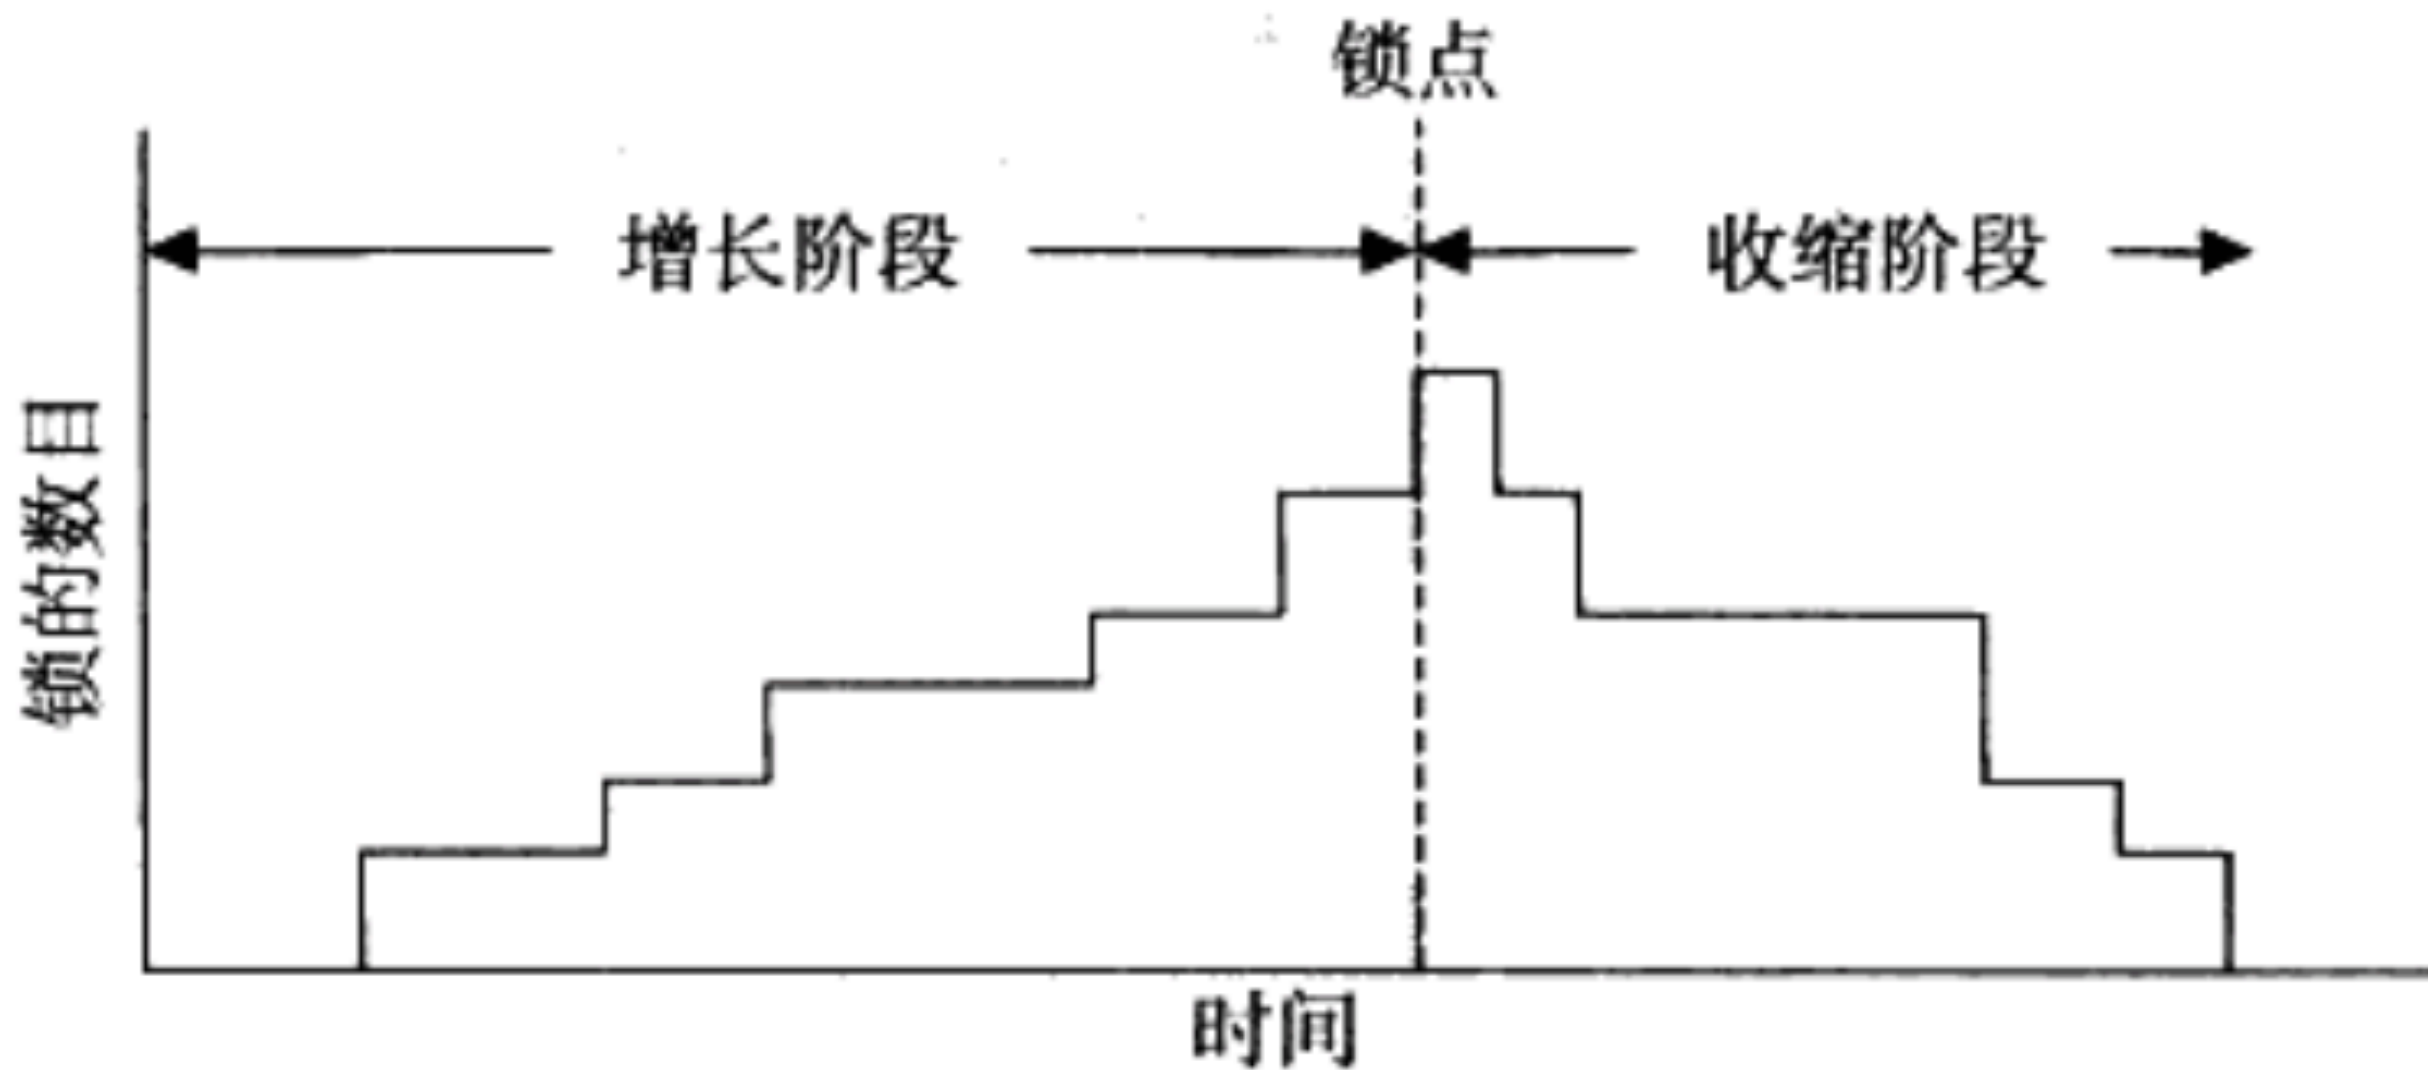 锁点
增长阶段
收缩阶段
锁的数目
时间